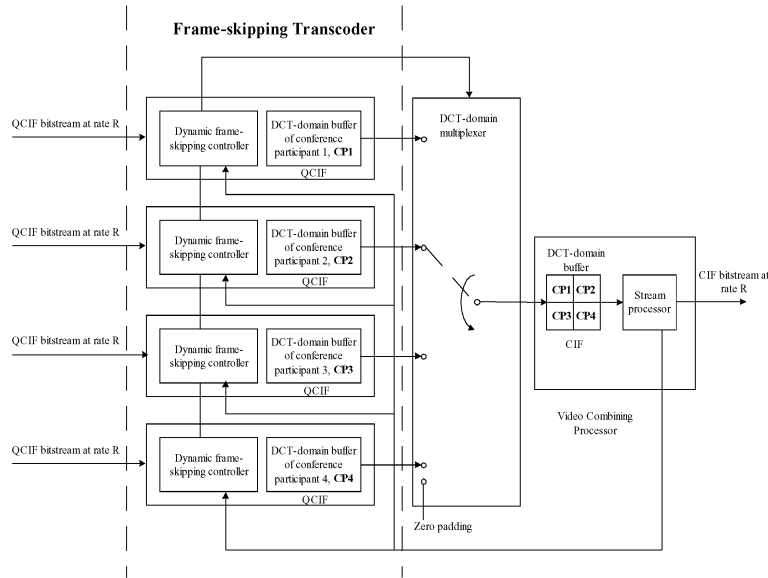 Frame-skipping Transcoder
QCIF bitstream at rate R
Dynamic frame-
skipping controller
DCT-domain buffer
of conference
participant 1, CP1
QCIF
DCT-domain
multiplexer
QCIF bitstream at rate R
Dynamic frame-
skipping controller
DCT-domain buffer
of conference
participant 2, CP2
QCIF
QCIF bitstream at rate R
Dynamic frame-
skipping controller
DCT-domain buffer
of conference
participant 3, CP3
QCIF
QCIF bitstream at rate R
Dynamic frame-
skipping controller
DCT-domain buffer
of conference
participant 4, CP4
QCIF
Zero padding
DCT-domain
buffer
CP1 CP2
CP3 CP4
CIF
Stream
processor
CIF bitstream at
rate R
Video Combining
Processor